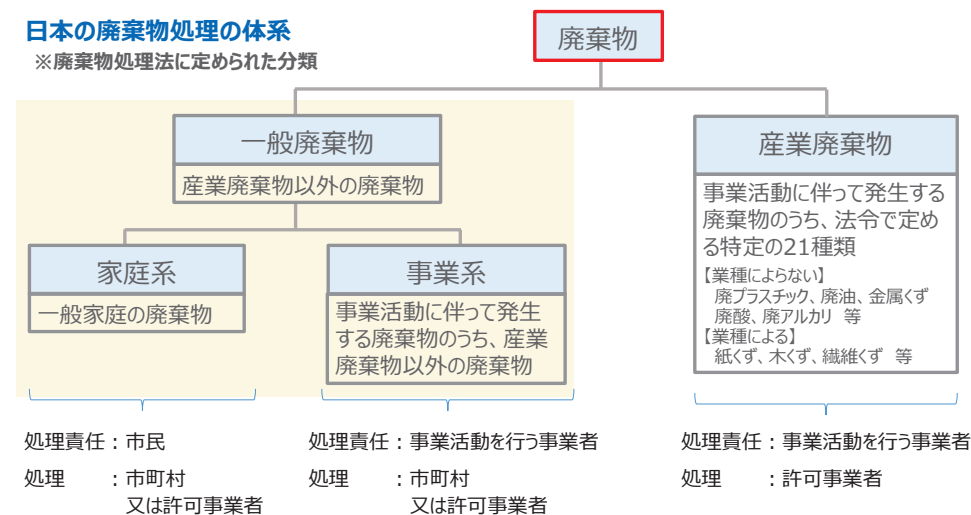 日本の廃棄物処理の体系
※廃棄物処理法に定められた分類
廃棄物
一般廃棄物
産業廃棄物以外の廃棄物
家庭系
一般家庭の廃棄物
事業系
事業活動に伴って発生
する廃棄物のうち、産業
廃棄物以外の廃棄物
産業廃棄物
事業活動に伴って発生する
廃棄物のうち、法令で定め
る特定の21種類
【業種によらない】
廃プラスチック、廃油、金属くず
廃酸、廃アルカリ 等
【業種による】
紙くず、木くず、繊維くず 等
処理責任：市民
処理 ：市町村
又は許可事業者
処理責任：事業活動を行う事業者
処理 ：市町村
又は許可事業者
処理責任：事業活動を行う事業者
処理 ：許可事業者